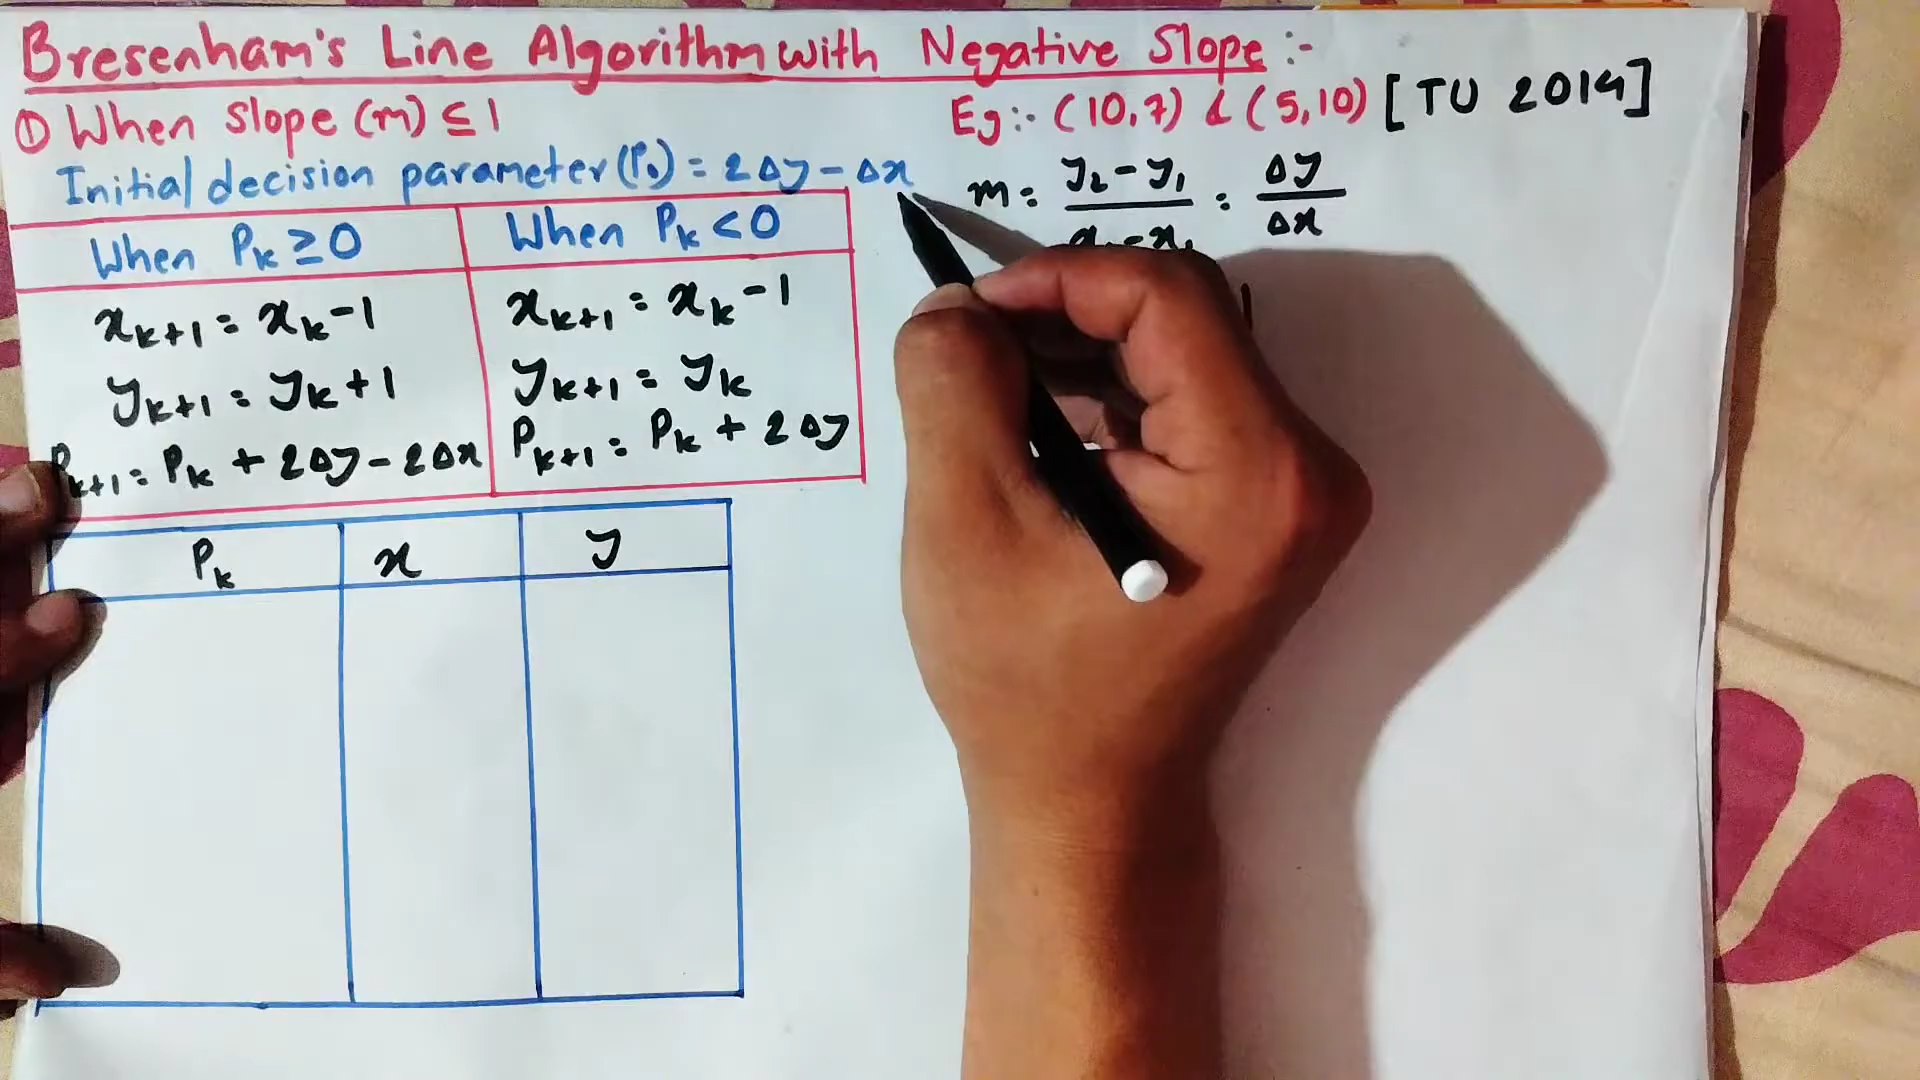 Bresenham's Line Algorithm with Negative Slope :-
① When slope (m) ≤ 1
Eg:- (10,7) & (5,10) [TU 2014]
Initial decision parameter (P₀) = 2Δy - Δx
m = y₂ - y₁ / x₂ - x₁ = Δy / Δx
When Pk ≥ 0
xk+1 = xk - 1
yk+1 = yk + 1
Pk+1 = Pk + 2Δy - 2Δx
When Pk < 0
xk+1 = xk - 1
yk+1 = yk
Pk+1 = Pk + 2Δy
Pk x y